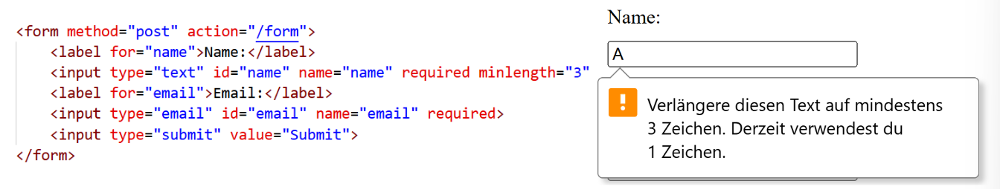 <form method="post" action="/form">
<label for="name">Name:</label>
<input type="text" id="name" name="name" required minlength="3"
<label for="email">Email:</label>
<input type="email" id="email" name="email" required>
<input type="submit" value="Submit">
</form>
Name:
A
Verlängere diesen Text auf mindestens
3 Zeichen. Derzeit verwendest du
1 Zeichen.